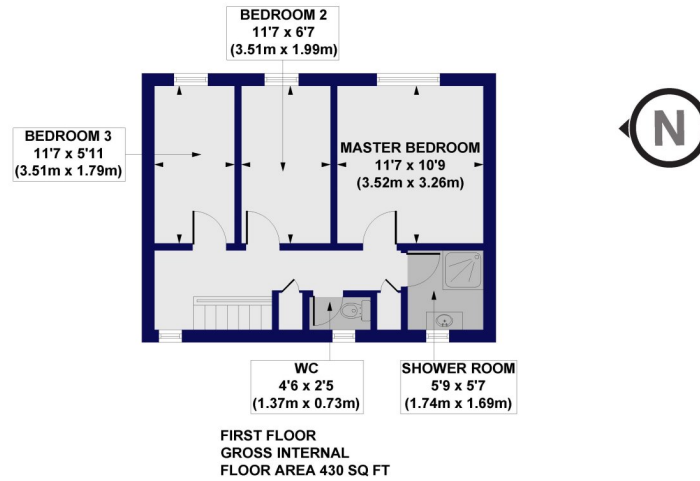 BEDROOM 2
11'7 x 6'7
(3.51m x 1.99m)
BEDROOM 3
11'7 x 5'11
(3.51m x 1.79m)
MASTER BEDROOM
11'7 x 10'9
(3.52m x 3.26m)
N
WC
4'6 x 2'5
(1.37m x 0.73m)
SHOWER ROOM
5'9 x 5'7
(1.74m x 1.69m)
FIRST FLOOR
GROSS INTERNAL
FLOOR AREA 430 SQ FT